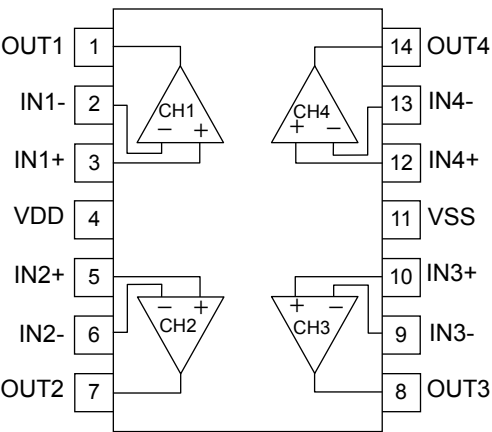 OUT1 1 14 OUT4
CH1 CH4
IN1- 2 − + + − 13 IN4-
IN1+ 3 12 IN4+
VDD 4 11 VSS
IN2+ 5 10 IN3+
− + + −
IN2- 6 CH2 CH3 9 IN3-
OUT2 7 8 OUT3